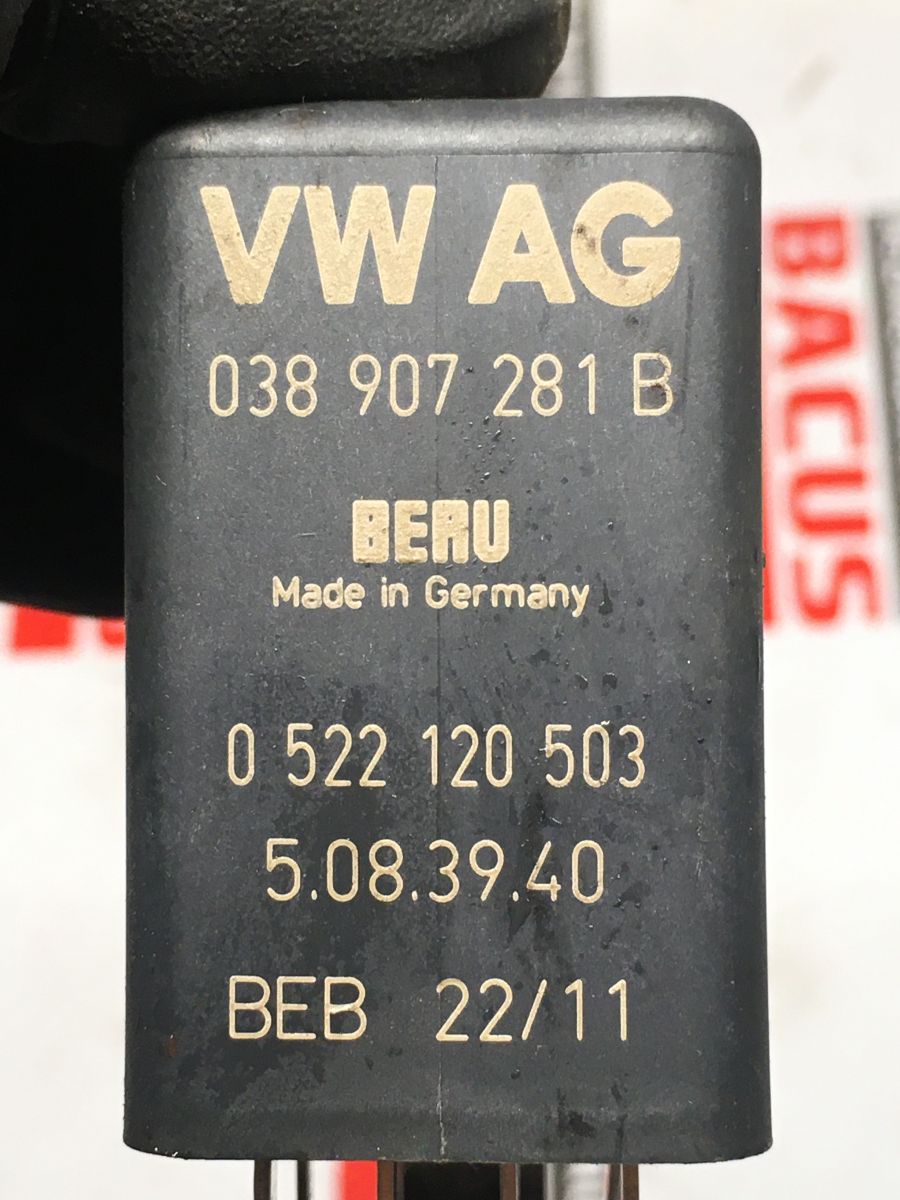 VW AG
038 907 281 B
BERU
Made in Germany
0 522 120 503
5.08.39.40
BEB 22/11
BACUS